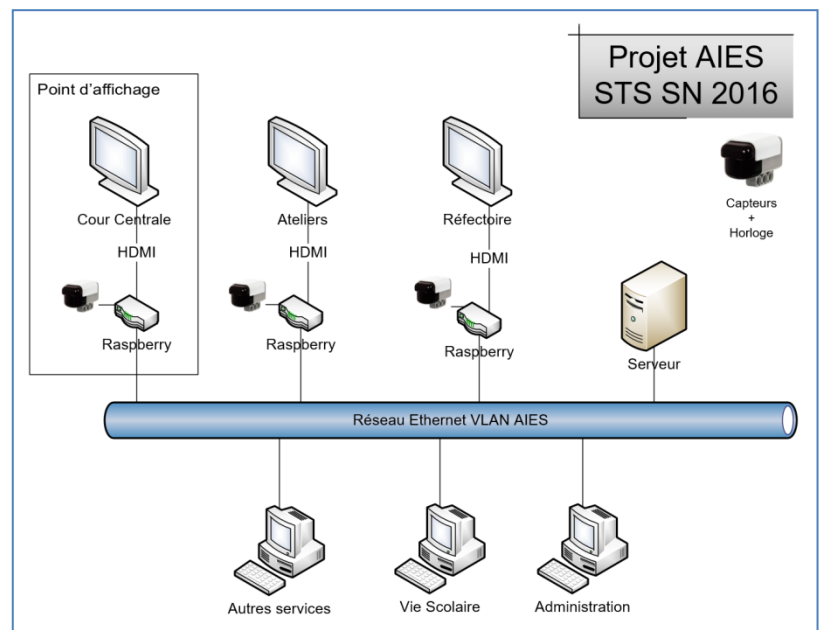 Projet AIES
STS SN 2016
Point d'affichage
Cour Centrale
Ateliers
Réfectoire
Capteurs
+
Horloge
HDMI
HDMI
HDMI
Raspberry
Raspberry
Raspberry
Serveur
Réseau Ethernet VLAN AIES
Autres services
Vie Scolaire
Administration